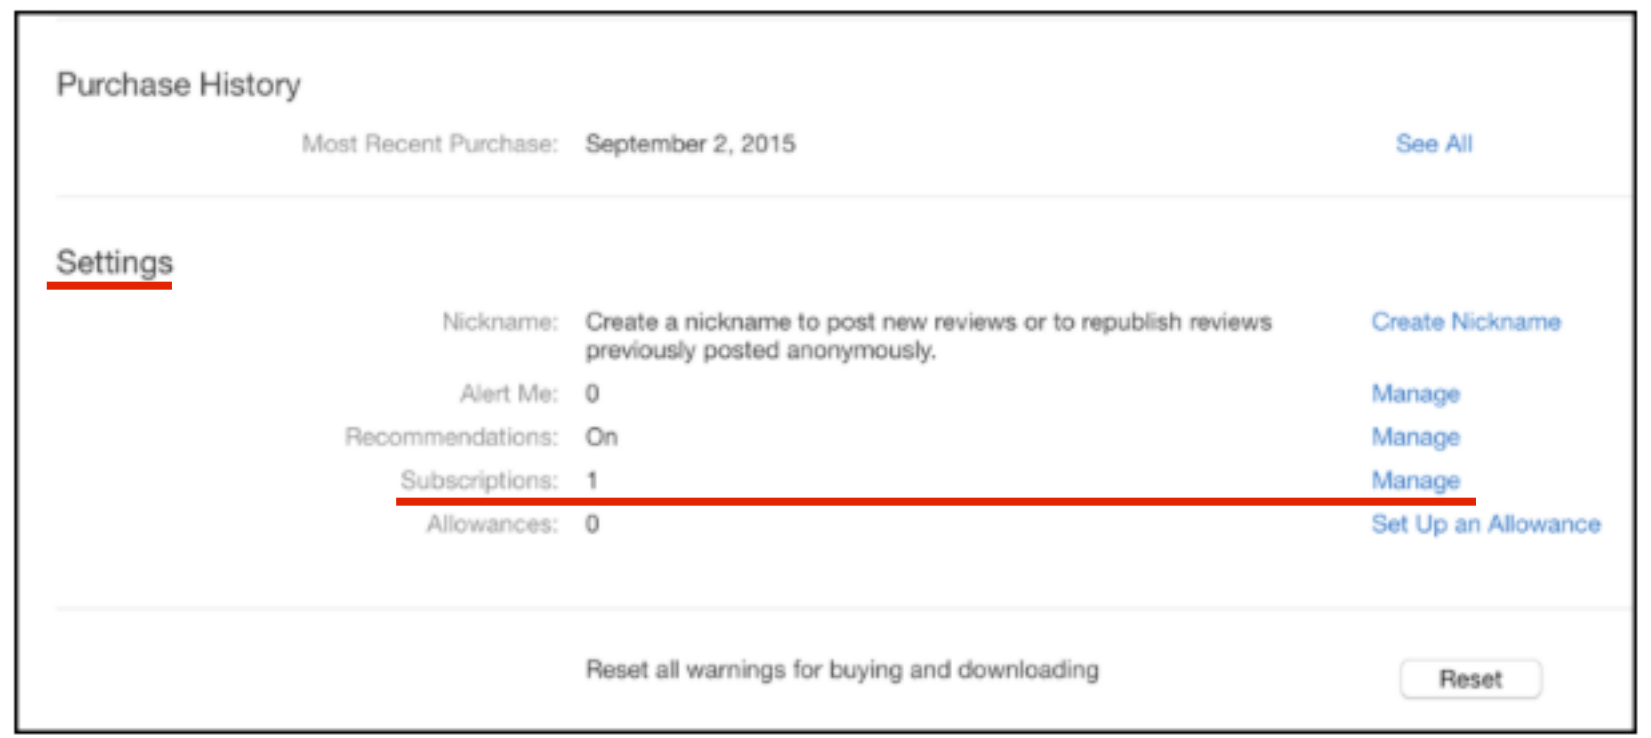 Purchase History
Most Recent Purchase: September 2, 2015 See All
Settings
Nickname: Create a nickname to post new reviews or to republish reviews Create Nickname
previously posted anonymously.
Alert Me: 0 Manage
Recommendations: On Manage
Subscriptions: 1 Manage
Allowances: 0 Set Up an Allowance
Reset all warnings for buying and downloading Reset